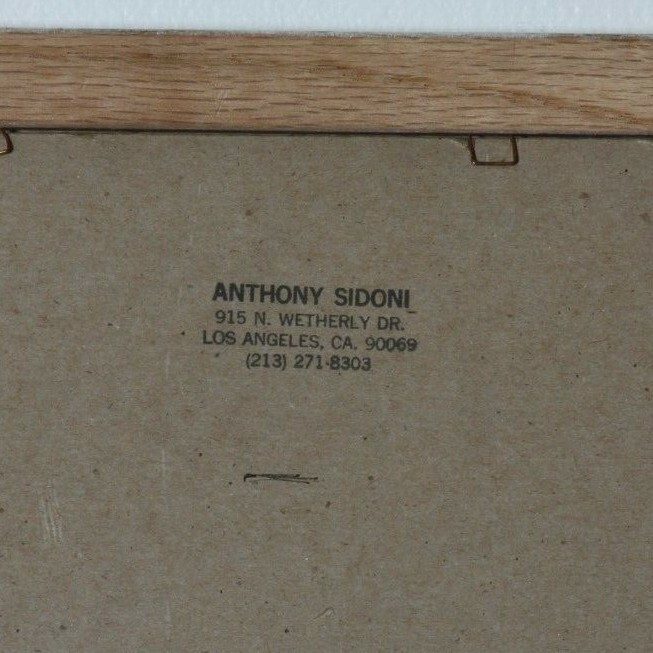 ANTHONY SIDONI
915 N. WETHERLY DR.
LOS ANGELES, CA. 90069
(213) 271-8303